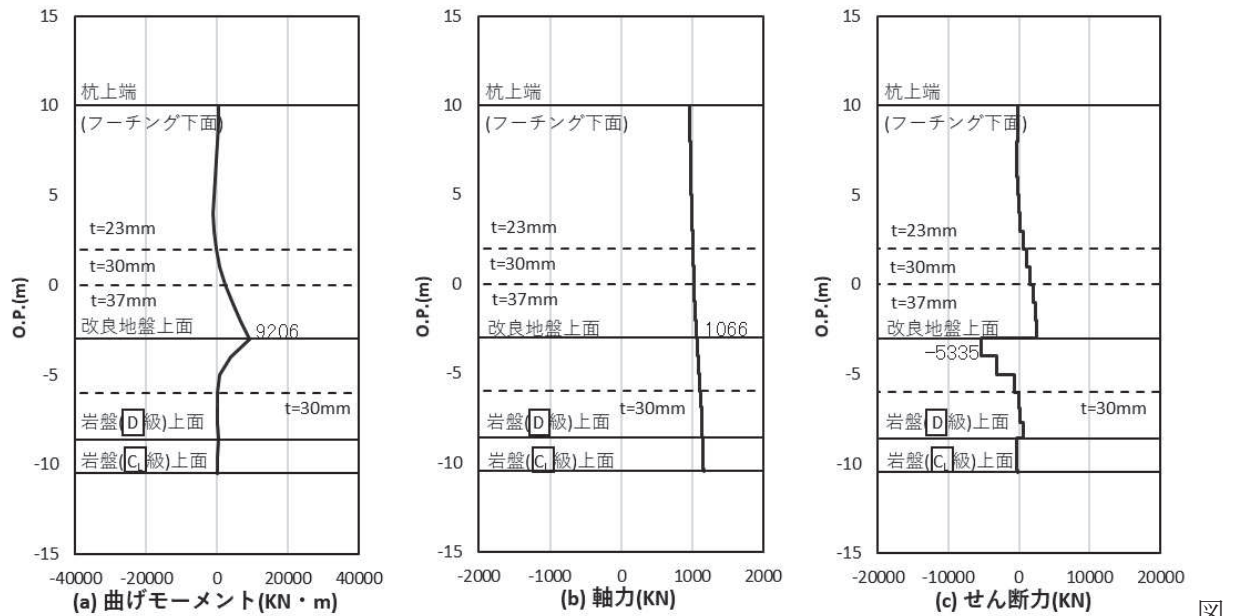 15
10
5
0
-5
-10
-15
O.P.(m)
杭上端
(フーチング下面)
t=23mm
t=30mm
t=37mm
改良地盤上面
9206
t=30mm
岩盤(D級)上面
岩盤(CL級)上面
-40000 -20000 0 20000 40000
(a) 曲げモーメント(KN・m)
15
10
5
0
-5
-10
-15
O.P.(m)
杭上端
(フーチング下面)
t=23mm
t=30mm
t=37mm
改良地盤上面
1066
t=30mm
岩盤(D級)上面
岩盤(CL級)上面
-2000 -1000 0 1000 2000
(b) 軸力(KN)
15
10
5
0
-5
-10
-15
O.P.(m)
杭上端
(フーチング下面)
t=23mm
t=30mm
t=37mm
改良地盤上面
-5335
t=30mm
岩盤(D級)上面
岩盤(CL級)上面
-20000 -10000 0 10000 20000
(c) せん断力(KN)
図